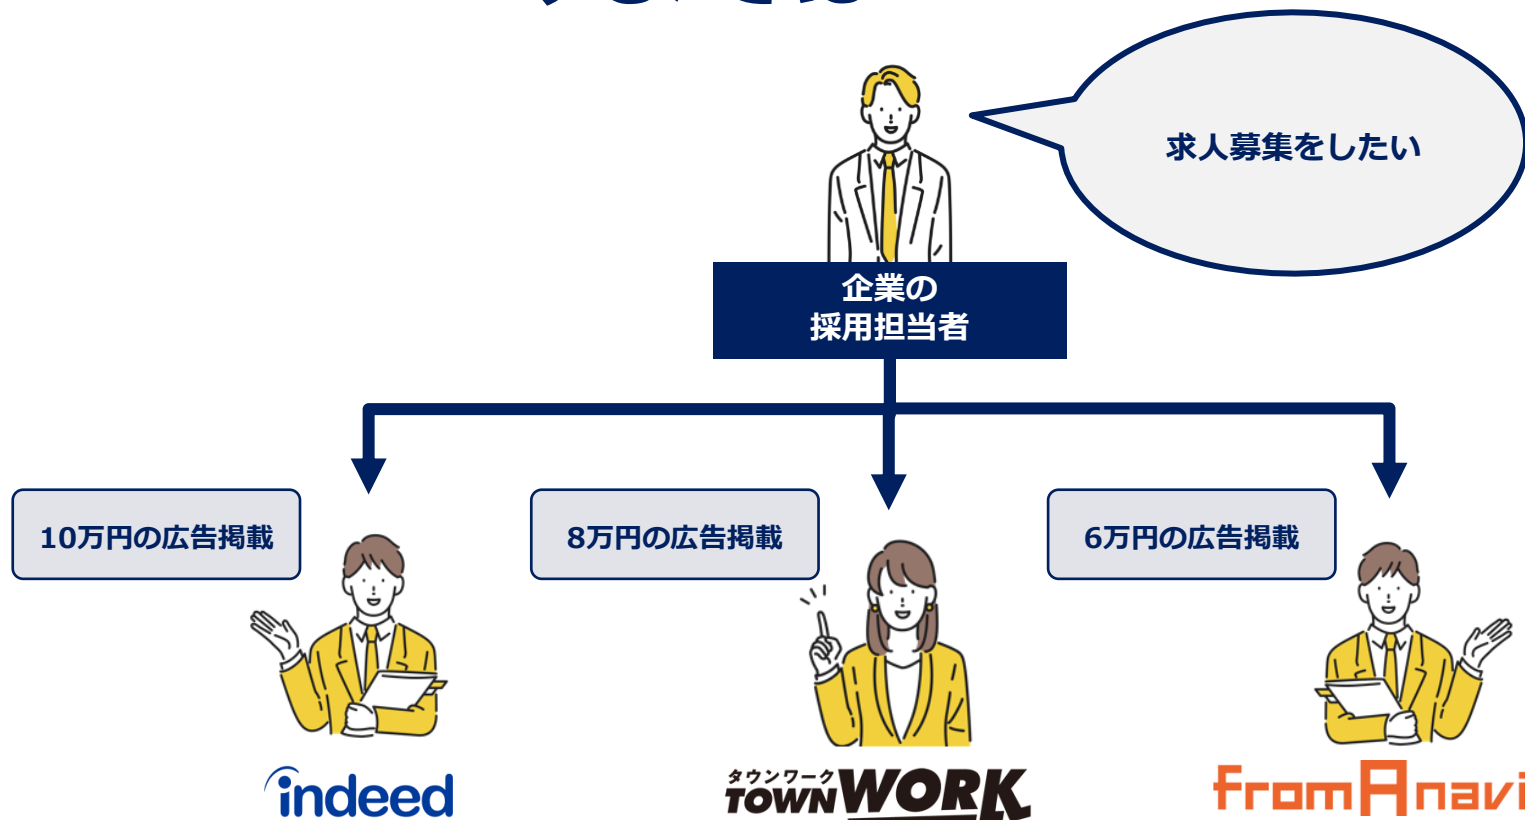 求人募集をしたい
企業の
採用担当者
10万円の広告掲載
8万円の広告掲載
6万円の広告掲載
indeed
タウンワーク
TOWN WORK
fromAnavi